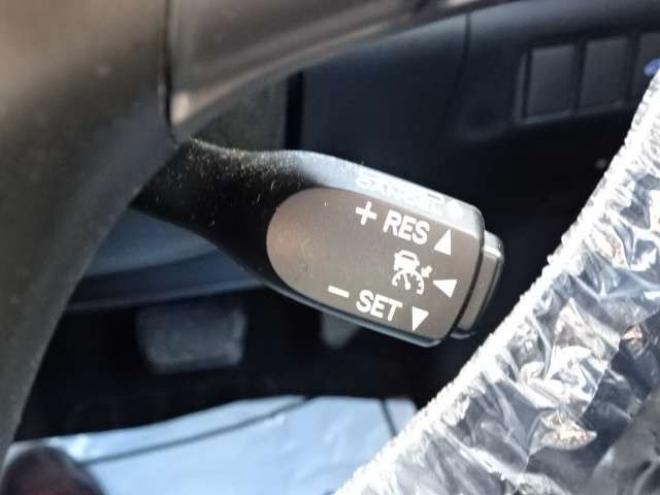 + RES
- SET